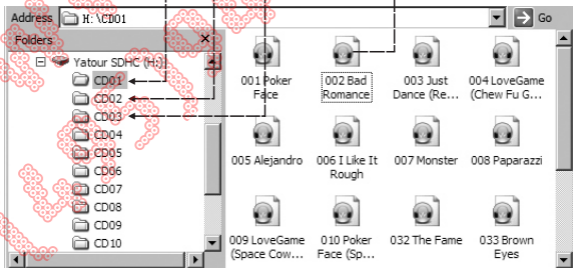 Address H:\CD01 Go
Folders ×
Yatour SDHC (H:)
CD01
CD02
CD03
CD04
CD05
CD06
CD07
CD08
CD09
CD10
001 Poker Face
002 Bad Romance
003 Just Dance (Re...
004 LoveGame (Chew Fu G...
005 Alejandro
006 I Like It Rough
007 Monster
008 Paparazzi
009 LoveGame (Space Cow...
010 Poker Face (Sp...
032 The Fame
033 Brown Eyes